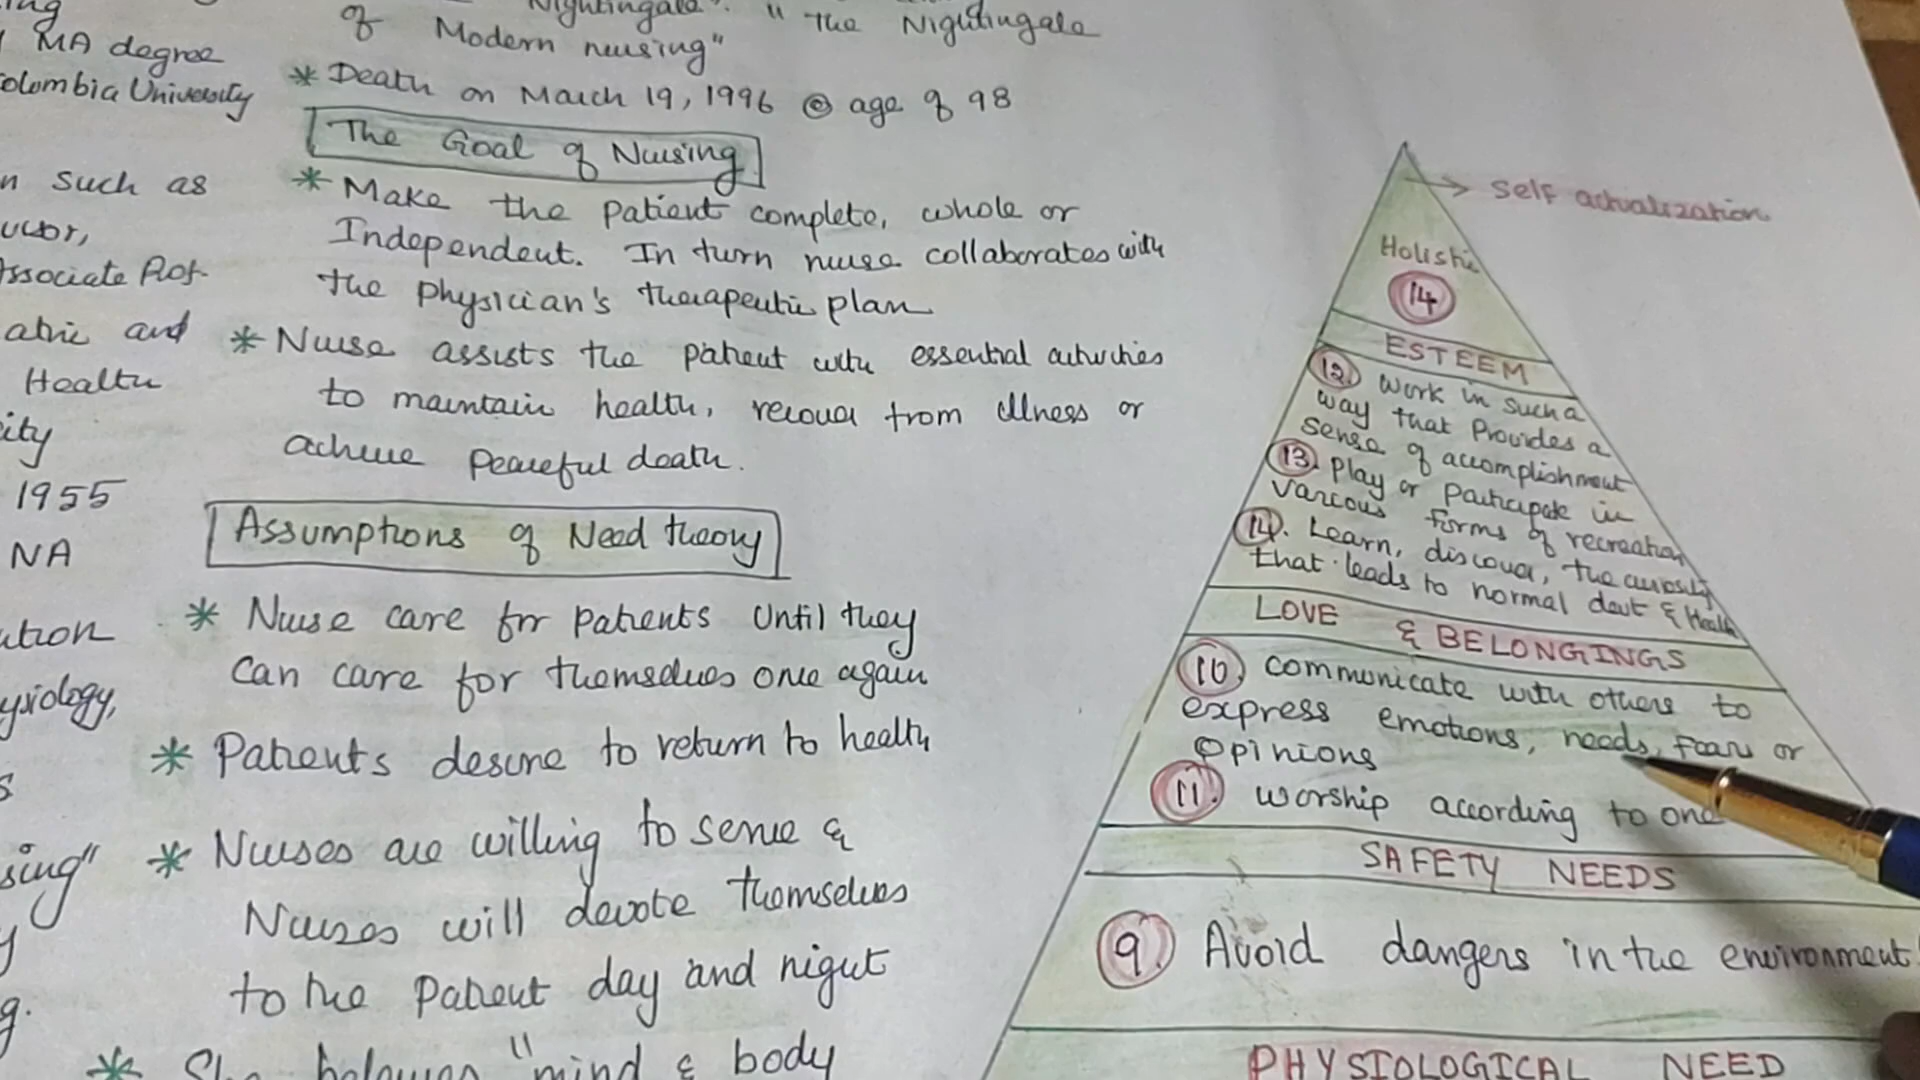 MA degree
Columbia University
n such as
uctor,
Associate Prof.
atric and
Health
ity
1955
NA
ution
ysiology,
s
sing"
y
g.
Nightingale". "The Nightingale
of Modern nursing"
* Death on March 19, 1996 @ age of 98
The Goal of Nursing
* Make the patient complete, whole or
Independent. In turn nurse collaborates with
the physician's therapeutic plan
* Nurse assists the patient with essential activities
to maintain health, recover from illness or
achieve peaceful death.
Assumptions of Need theory
* Nurse care for patients until they
can care for themselves once again
* Patients desire to return to health
* Nurses are willing to serve &
Nurses will devote themselves
to the patient day and night
* She believes "mind & body
Self actualization
Holistic
14
ESTEEM
12. Work in such a
way that provides a
sense of accomplishment
13. Play or participate in
various forms of recreation
14. Learn, discover, the curiosity
that leads to normal devt & Health
LOVE & BELONGINGS
10. communicate with others to
express emotions, needs, fears or
opinions
11. worship according to one
SAFETY NEEDS
9. Avoid dangers in the environment
PHYSIOLOGICAL NEED